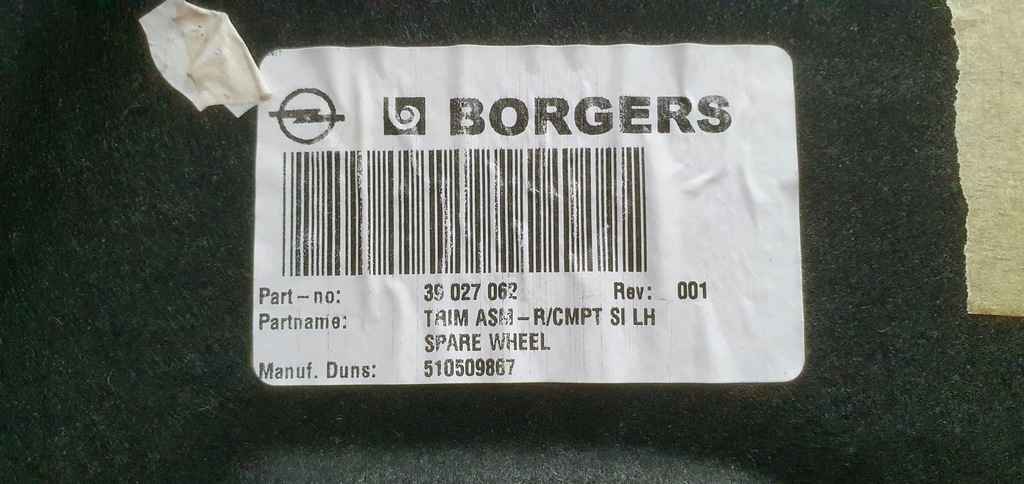 BORGERS
Part-no: 39 027 062 Rev: 001
Partname: TRIM ASM-R/CMPT SI LH
SPARE WHEEL
Manuf. Duns: 510509867